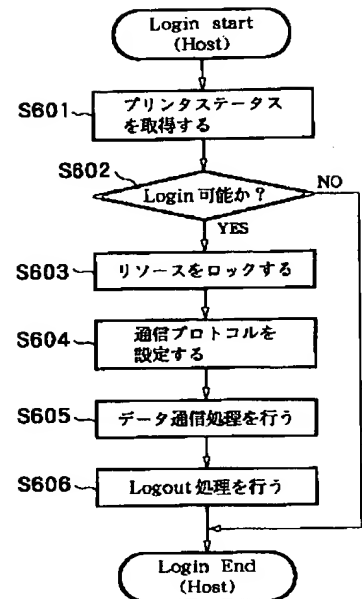 Login start
(Host)
S601
プリンタステータス
を取得する
S602
Login 可能か？
NO
YES
S603
リソースをロックする
S604
通信プロトコルを
設定する
S605
データ通信処理を行う
S606
Logout 処理を行う
Login End
(Host)